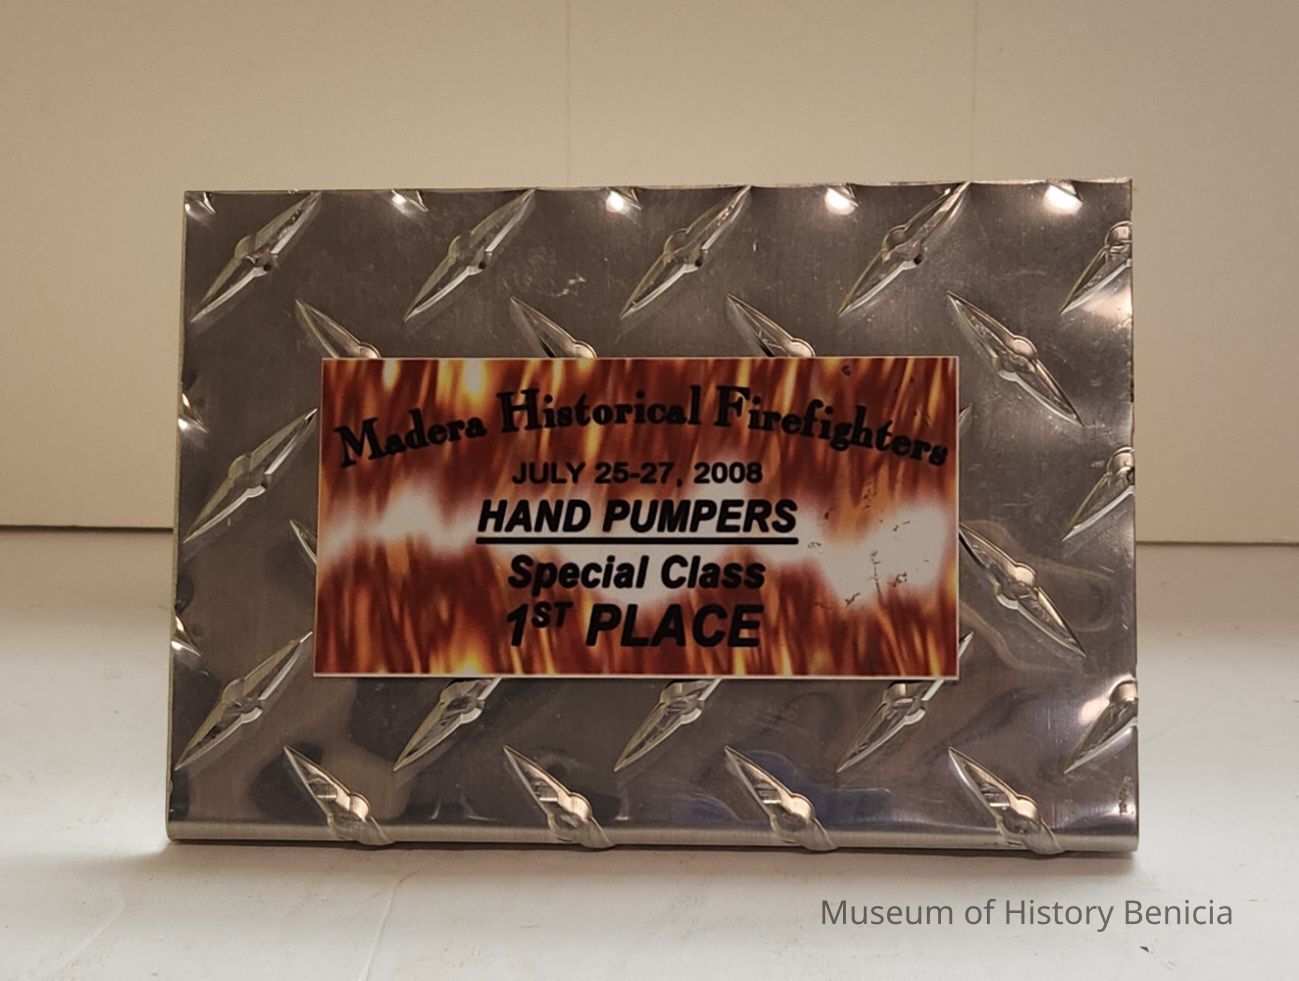 Madera Historical Firefighters
JULY 25-27, 2008
HAND PUMPERS
Special Class
1ST PLACE
Museum of History Benicia